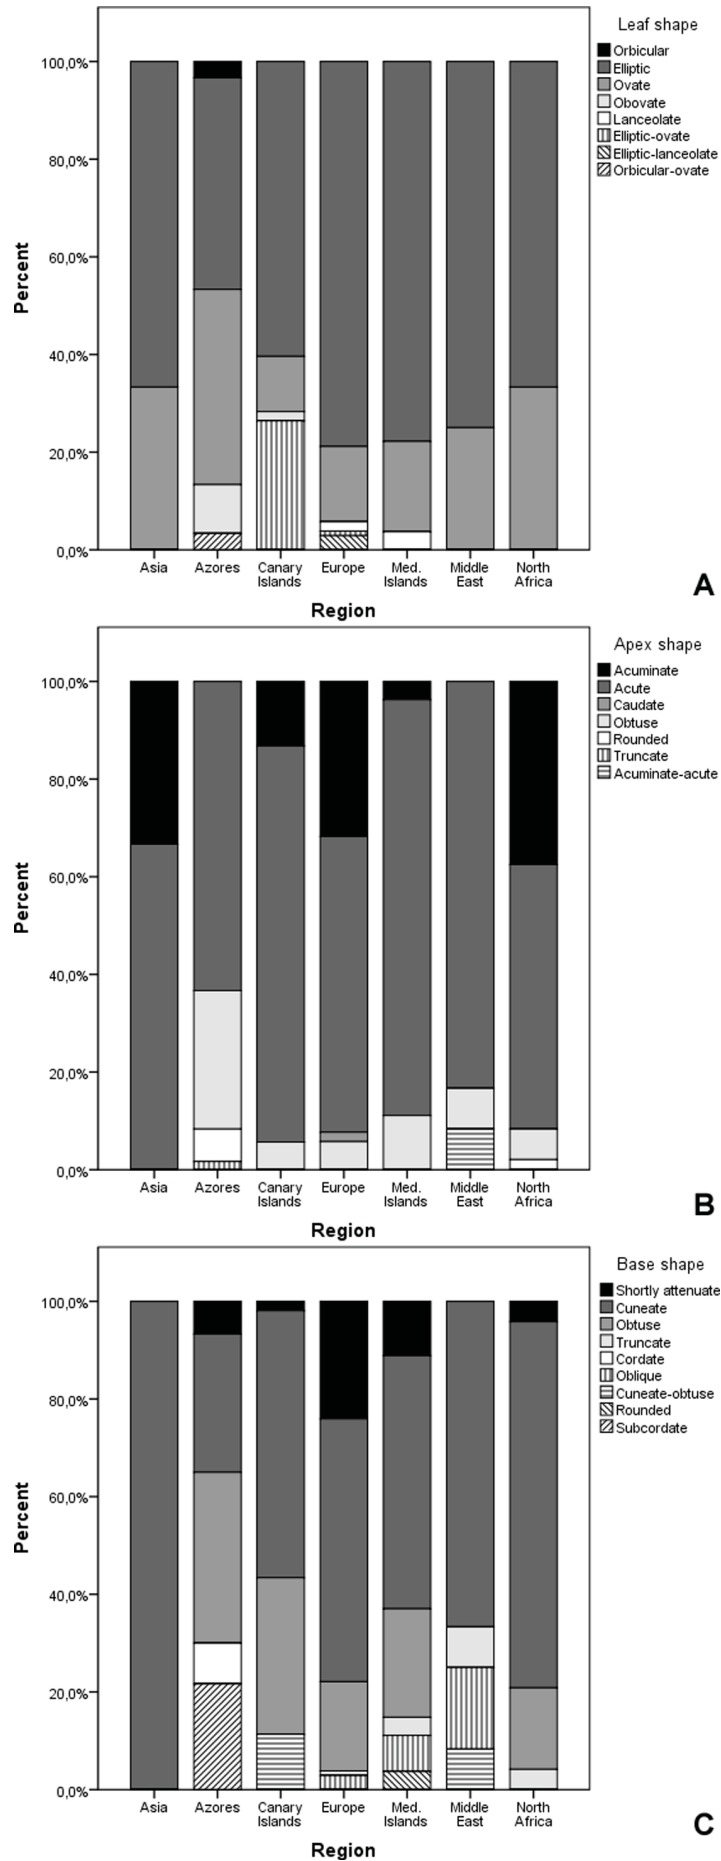 Leaf shape
Orbicular
Elliptic
Ovate
Obovate
Lanceolate
Elliptic-ovate
Elliptic-lanceolate
Orbicular-ovate
100,0%
80,0%
60,0%
40,0%
20,0%
0,0%
Percent
Asia Azores Canary Islands Europe Med. Islands Middle East North Africa
Region
A
Apex shape
Acuminate
Acute
Caudate
Obtuse
Rounded
Truncate
Acuminate-acute
100,0%
80,0%
60,0%
40,0%
20,0%
0,0%
Percent
Asia Azores Canary Islands Europe Med. Islands Middle East North Africa
Region
B
Base shape
Shortly attenuate
Cuneate
Obtuse
Truncate
Cordate
Oblique
Cuneate-obtuse
Rounded
Subcordate
100,0%
80,0%
60,0%
40,0%
20,0%
0,0%
Percent
Asia Azores Canary Islands Europe Med. Islands Middle East North Africa
Region
C